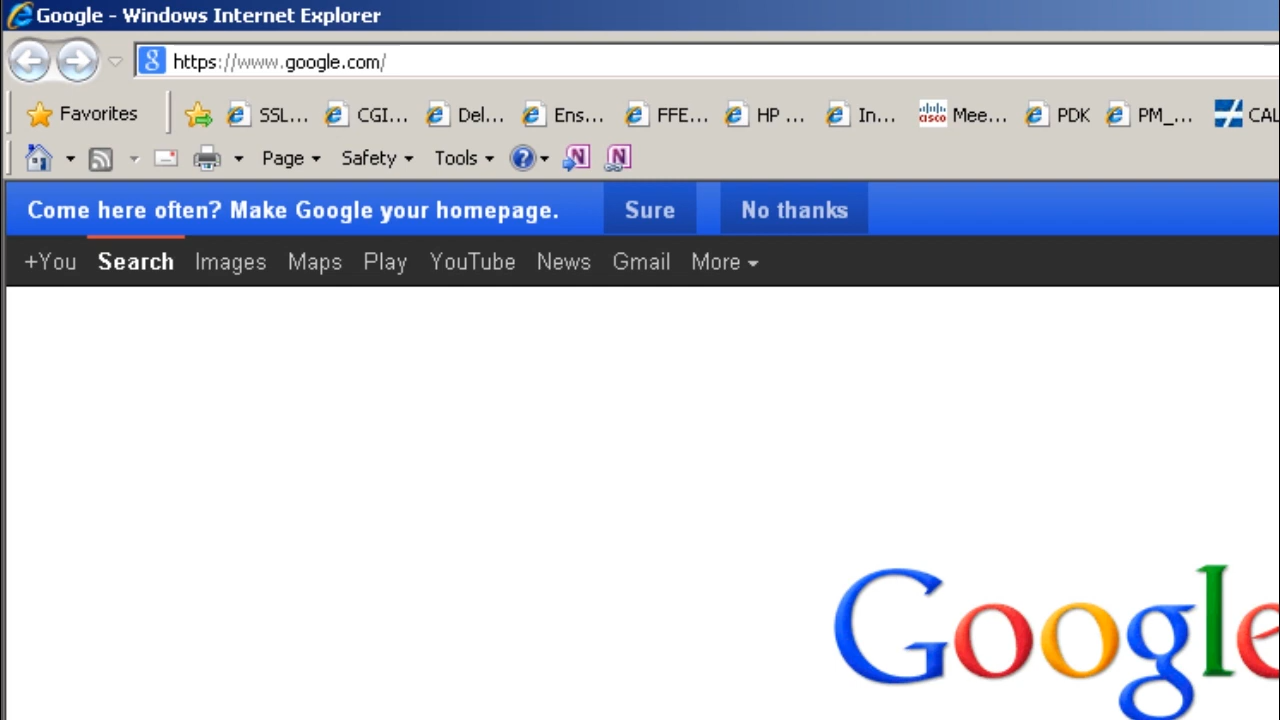 Google - Windows Internet Explorer
https://www.google.com/
Favorites SSL... CGI... Del... Ens... FFE... HP ... In... cisco Mee... PDK PM_... CAL
Page Safety Tools
Come here often? Make Google your homepage. Sure No thanks
+You Search Images Maps Play YouTube News Gmail More
Google